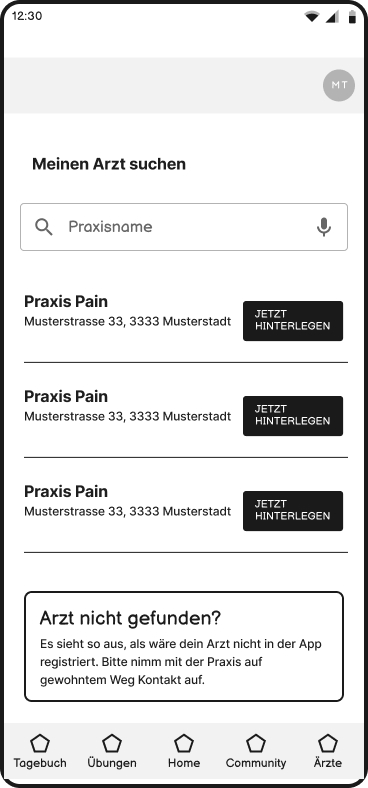 12:30
MT
Meinen Arzt suchen
Praxisname
Praxis Pain
Musterstrasse 33, 3333 Musterstadt
JETZT
HINTERLEGEN
Praxis Pain
Musterstrasse 33, 3333 Musterstadt
JETZT
HINTERLEGEN
Praxis Pain
Musterstrasse 33, 3333 Musterstadt
JETZT
HINTERLEGEN
Arzt nicht gefunden?
Es sieht so aus, als wäre dein Arzt nicht in der App
registriert. Bitte nimm mit der Praxis auf
gewohntem Weg Kontakt auf.
Tagebuch Übungen Home Community Ärzte